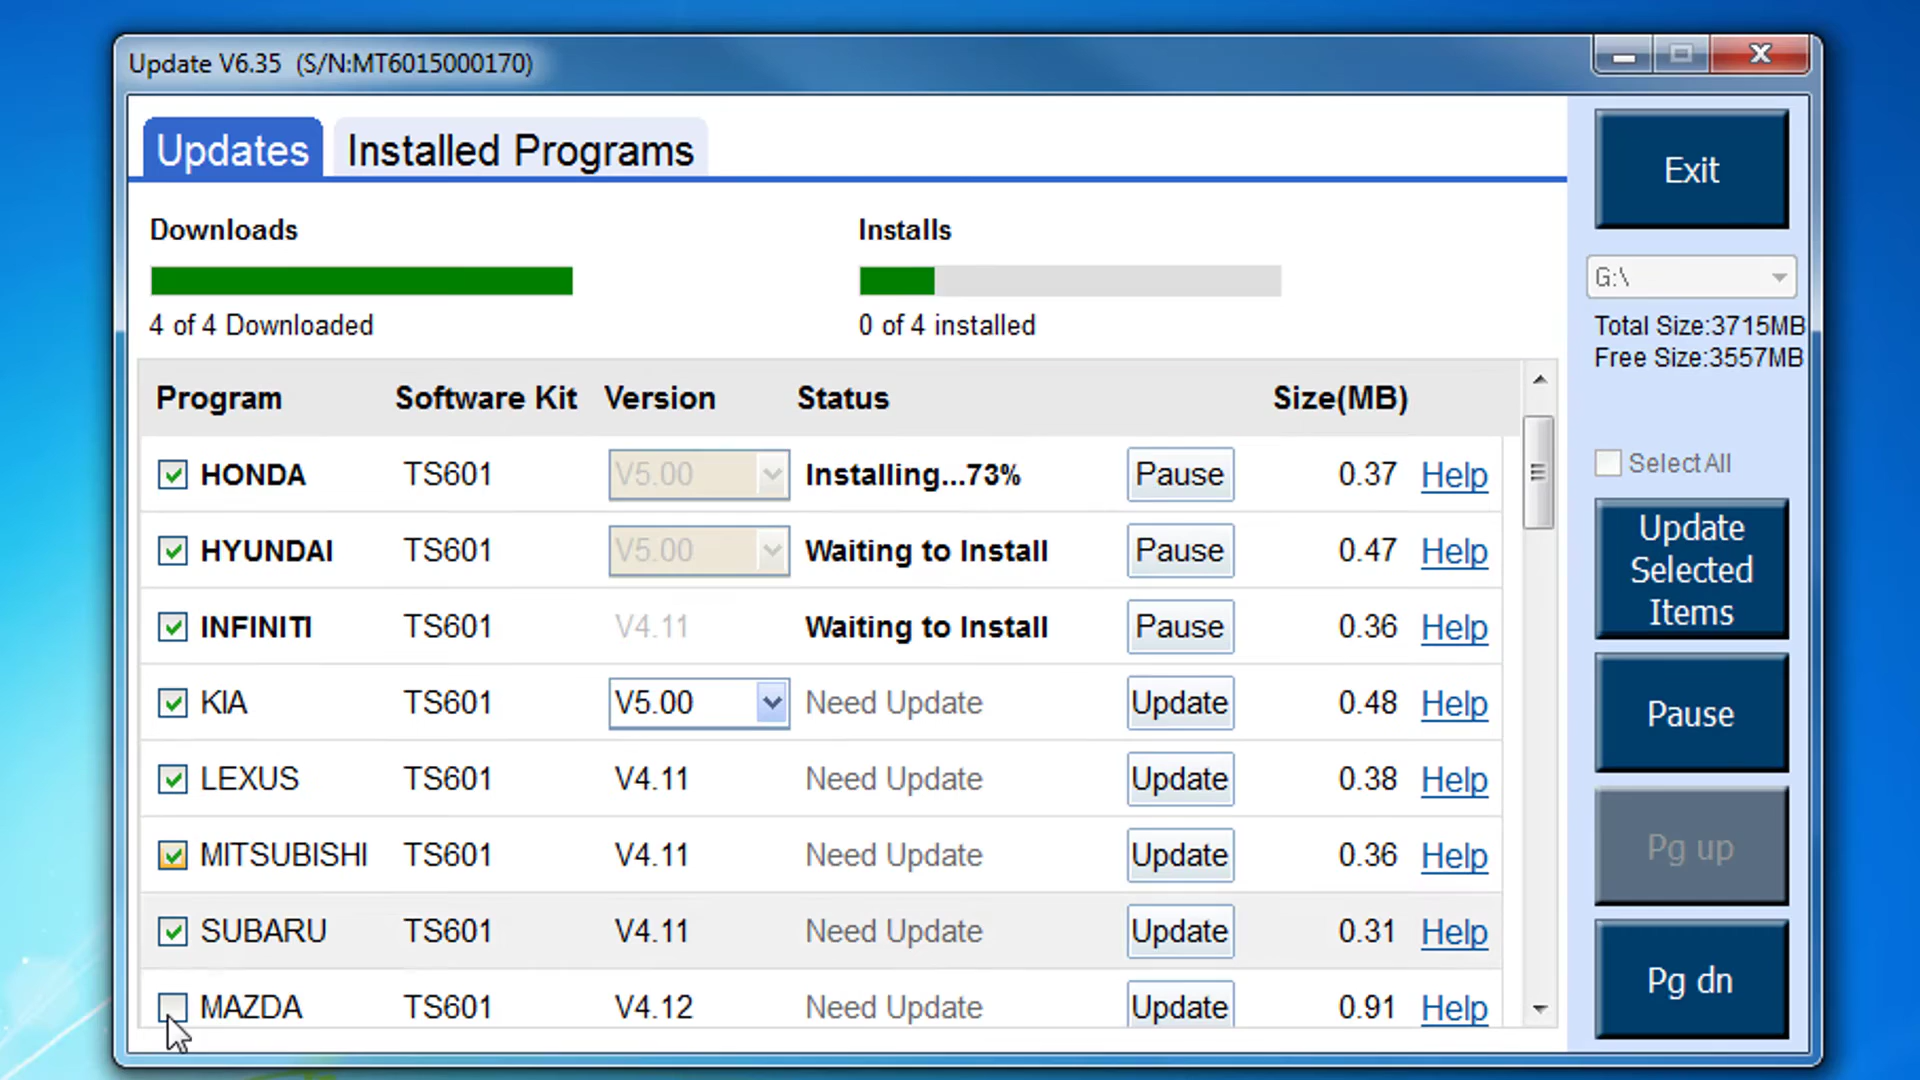 Update V6.35 (S/N:MT6015000170)
Updates Installed Programs
Exit
Downloads Installs
G:\
4 of 4 Downloaded 0 of 4 installed
Total Size:3715MB
Free Size:3557MB
Program Software Kit Version Status Size(MB)
SelectAll
HONDA TS601 V5.00 Installing...73% Pause 0.37 Help
HYUNDAI TS601 V5.00 Waiting to Install Pause 0.47 Help
INFINITI TS601 V4.11 Waiting to Install Pause 0.36 Help
KIA TS601 V5.00 Need Update Update 0.48 Help
LEXUS TS601 V4.11 Need Update Update 0.38 Help
MITSUBISHI TS601 V4.11 Need Update Update 0.36 Help
SUBARU TS601 V4.11 Need Update Update 0.31 Help
MAZDA TS601 V4.12 Need Update Update 0.91 Help
Update
Selected
Items
Pause
Pg up
Pg dn